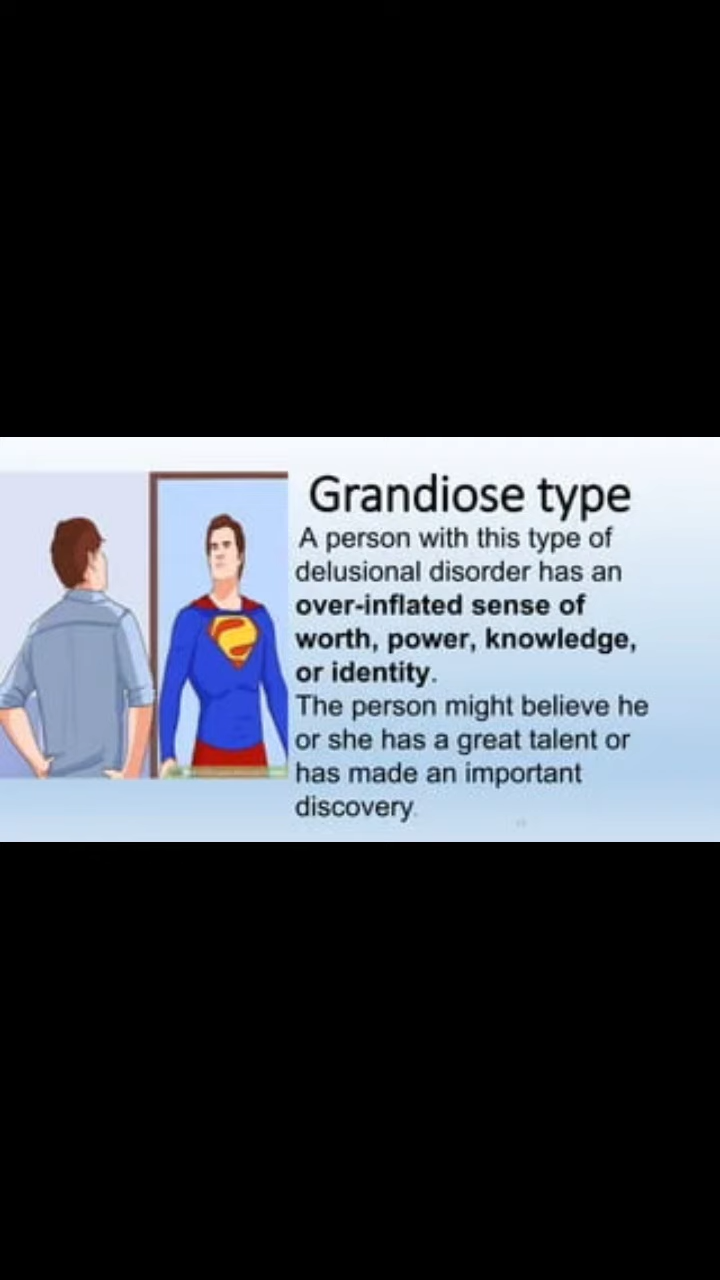 Grandiose type
A person with this type of
delusional disorder has an
over-inflated sense of
worth, power, knowledge,
or identity.
The person might believe he
or she has a great talent or
has made an important
discovery.